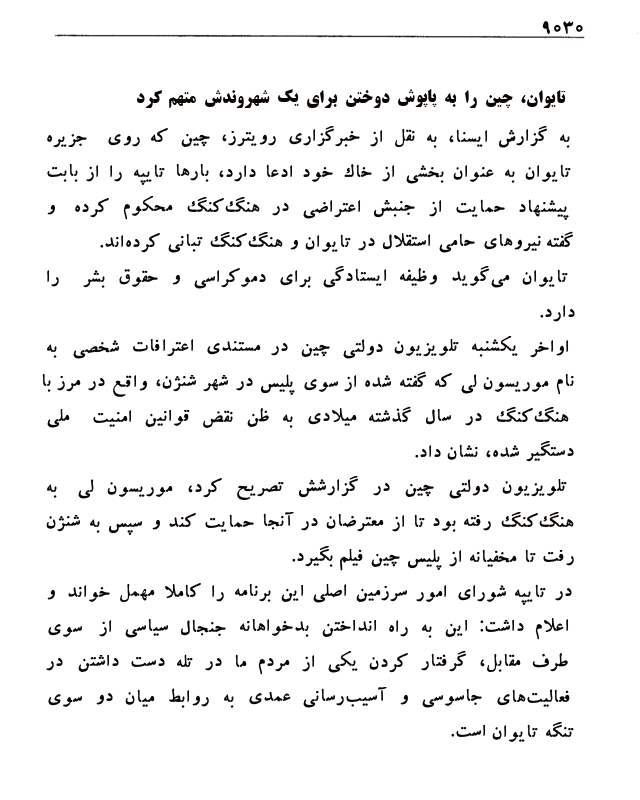 ۹۰۳۰
تایوان، چین را به پاپوش دوختن برای یک شهروندش متهم کرد
به گزارش ایسنا، به نقل از خبرگزاری رویترز، چین که روی جزیره
تایوان به عنوان بخشی از خاک خود ادعا دارد، بارها تایپه را از بابت
پیشنهاد حمایت از جنبش اعتراضی در هنگ‌کنگ محکوم کرده و
گفته نیروهای حامی استقلال در تایوان و هنگ‌کنگ تبانی کرده‌اند.
تایوان می‌گوید وظیفه ایستادگی برای دموکراسی و حقوق بشر را
دارد.
اواخر یکشنبه تلویزیون دولتی چین در مستندی اعترافات شخصی به
نام موریسون لی که گفته شده از سوی پلیس در شهر شنژن، واقع در مرز با
هنگ‌کنگ در سال گذشته میلادی به ظن نقض قوانین امنیت ملی
دستگیر شده، نشان داد.
تلویزیون دولتی چین در گزارشش تصریح کرد، موریسون لی به
هنگ‌کنگ رفته بود تا از معترضان در آنجا حمایت کند و سپس به شنژن
رفت تا مخفیانه از پلیس چین فیلم بگیرد.
در تایپه شورای امور سرزمین اصلی این برنامه را کاملا مهمل خواند و
اعلام داشت: این به راه انداختن بدخواهانه جنجال سیاسی از سوی
طرف مقابل، گرفتار کردن یکی از مردم ما در تله دست داشتن در
فعالیت‌های جاسوسی و آسیب‌رسانی عمدی به روابط میان دو سوی
تنگه تایوان است.